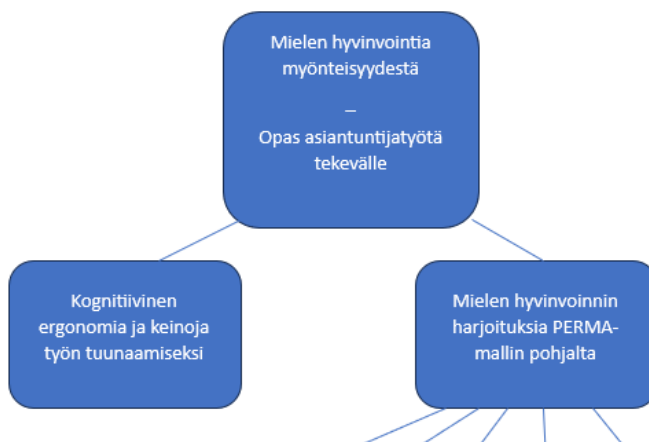 Mielen hyvinvointia
myönteisyydestä
–
Opas asiantuntijatyötä
tekevälle
Kognitiivinen
ergonomia ja keinoja
työn tuunaamiseksi
Mielen hyvinvoinnin
harjoituksia PERMA-
mallin pohjalta